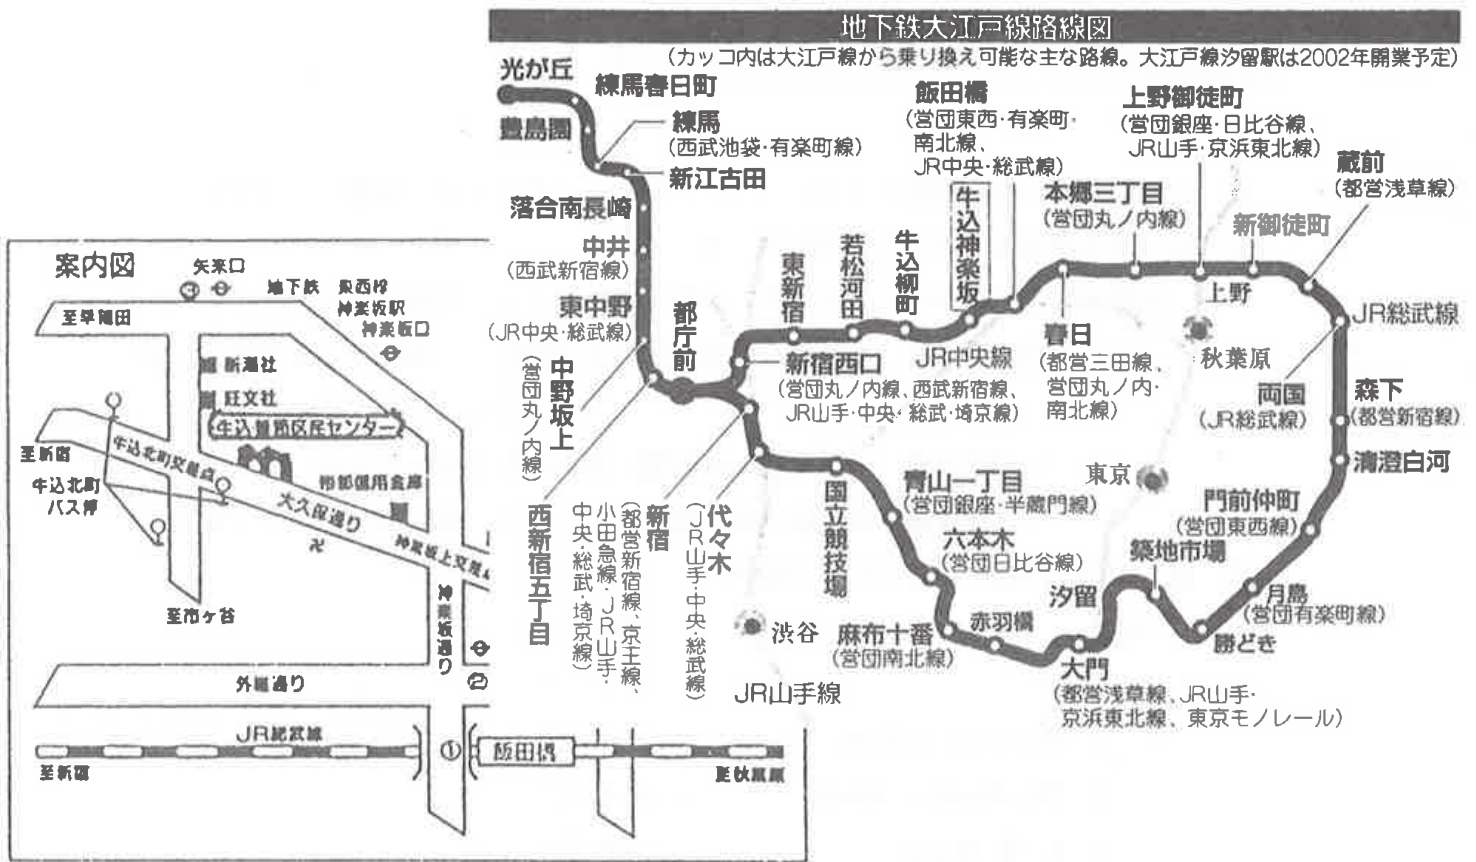 地下鉄大江戸線路線図
(カッコ内は大江戸線から乗り換え可能な主な路線。大江戸線汐留駅は2002年開業予定)
光が丘
練馬春日町
豊島園
練馬
(西武池袋・有楽町線)
新江古田
落合南長崎
中井
(西武新宿線)
東中野
(JR中央・総武線)
中野坂上
(営団丸ノ内線)
西新宿五丁目
都庁前
新宿西口
(営団丸ノ内線、西武新宿線、
JR山手・中央・総武・埼京線)
東新宿
若松河田
牛込柳町
牛込神楽坂
飯田橋
(営団東西・有楽町・
南北線、
JR中央・総武線)
春日
(都営三田線、
営団丸ノ内・
南北線)
本郷三丁目
(営団丸ノ内線)
上野御徒町
(営団銀座・日比谷線、
JR山手・京浜東北線)
新御徒町
蔵前
(都営浅草線)
両国
(JR総武線)
森下
(都営新宿線)
清澄白河
門前仲町
(営団東西線)
月島
(営団有楽町線)
勝どき
築地市場
汐留
大門
(都営浅草線、JR山手・
京浜東北線、東京モノレール)
赤羽橋
麻布十番
(営団南北線)
六本木
(営団日比谷線)
青山一丁目
(営団銀座・半蔵門線)
国立競技場
代々木
(JR山手・中央・総武線)
新宿
(都営新宿線、京王線、
小田急線・JR山手・
中央・総武・埼京線)
JR中央線
JR総武線
JR山手線
上野
秋葉原
東京
渋谷
案内図
矢来口
地下鉄 東西線
神楽坂駅
神楽坂口
至早稲田
新潮社
旺文社
牛込箪笥区民センター
至新宿
牛込北町交差点
牛込北町
バス停
大久保通り
卍
神楽坂上交差点
至市ヶ谷
神楽坂通り
②
外堀通り
JR総武線
①
飯田橋
至新宿
至秋葉原